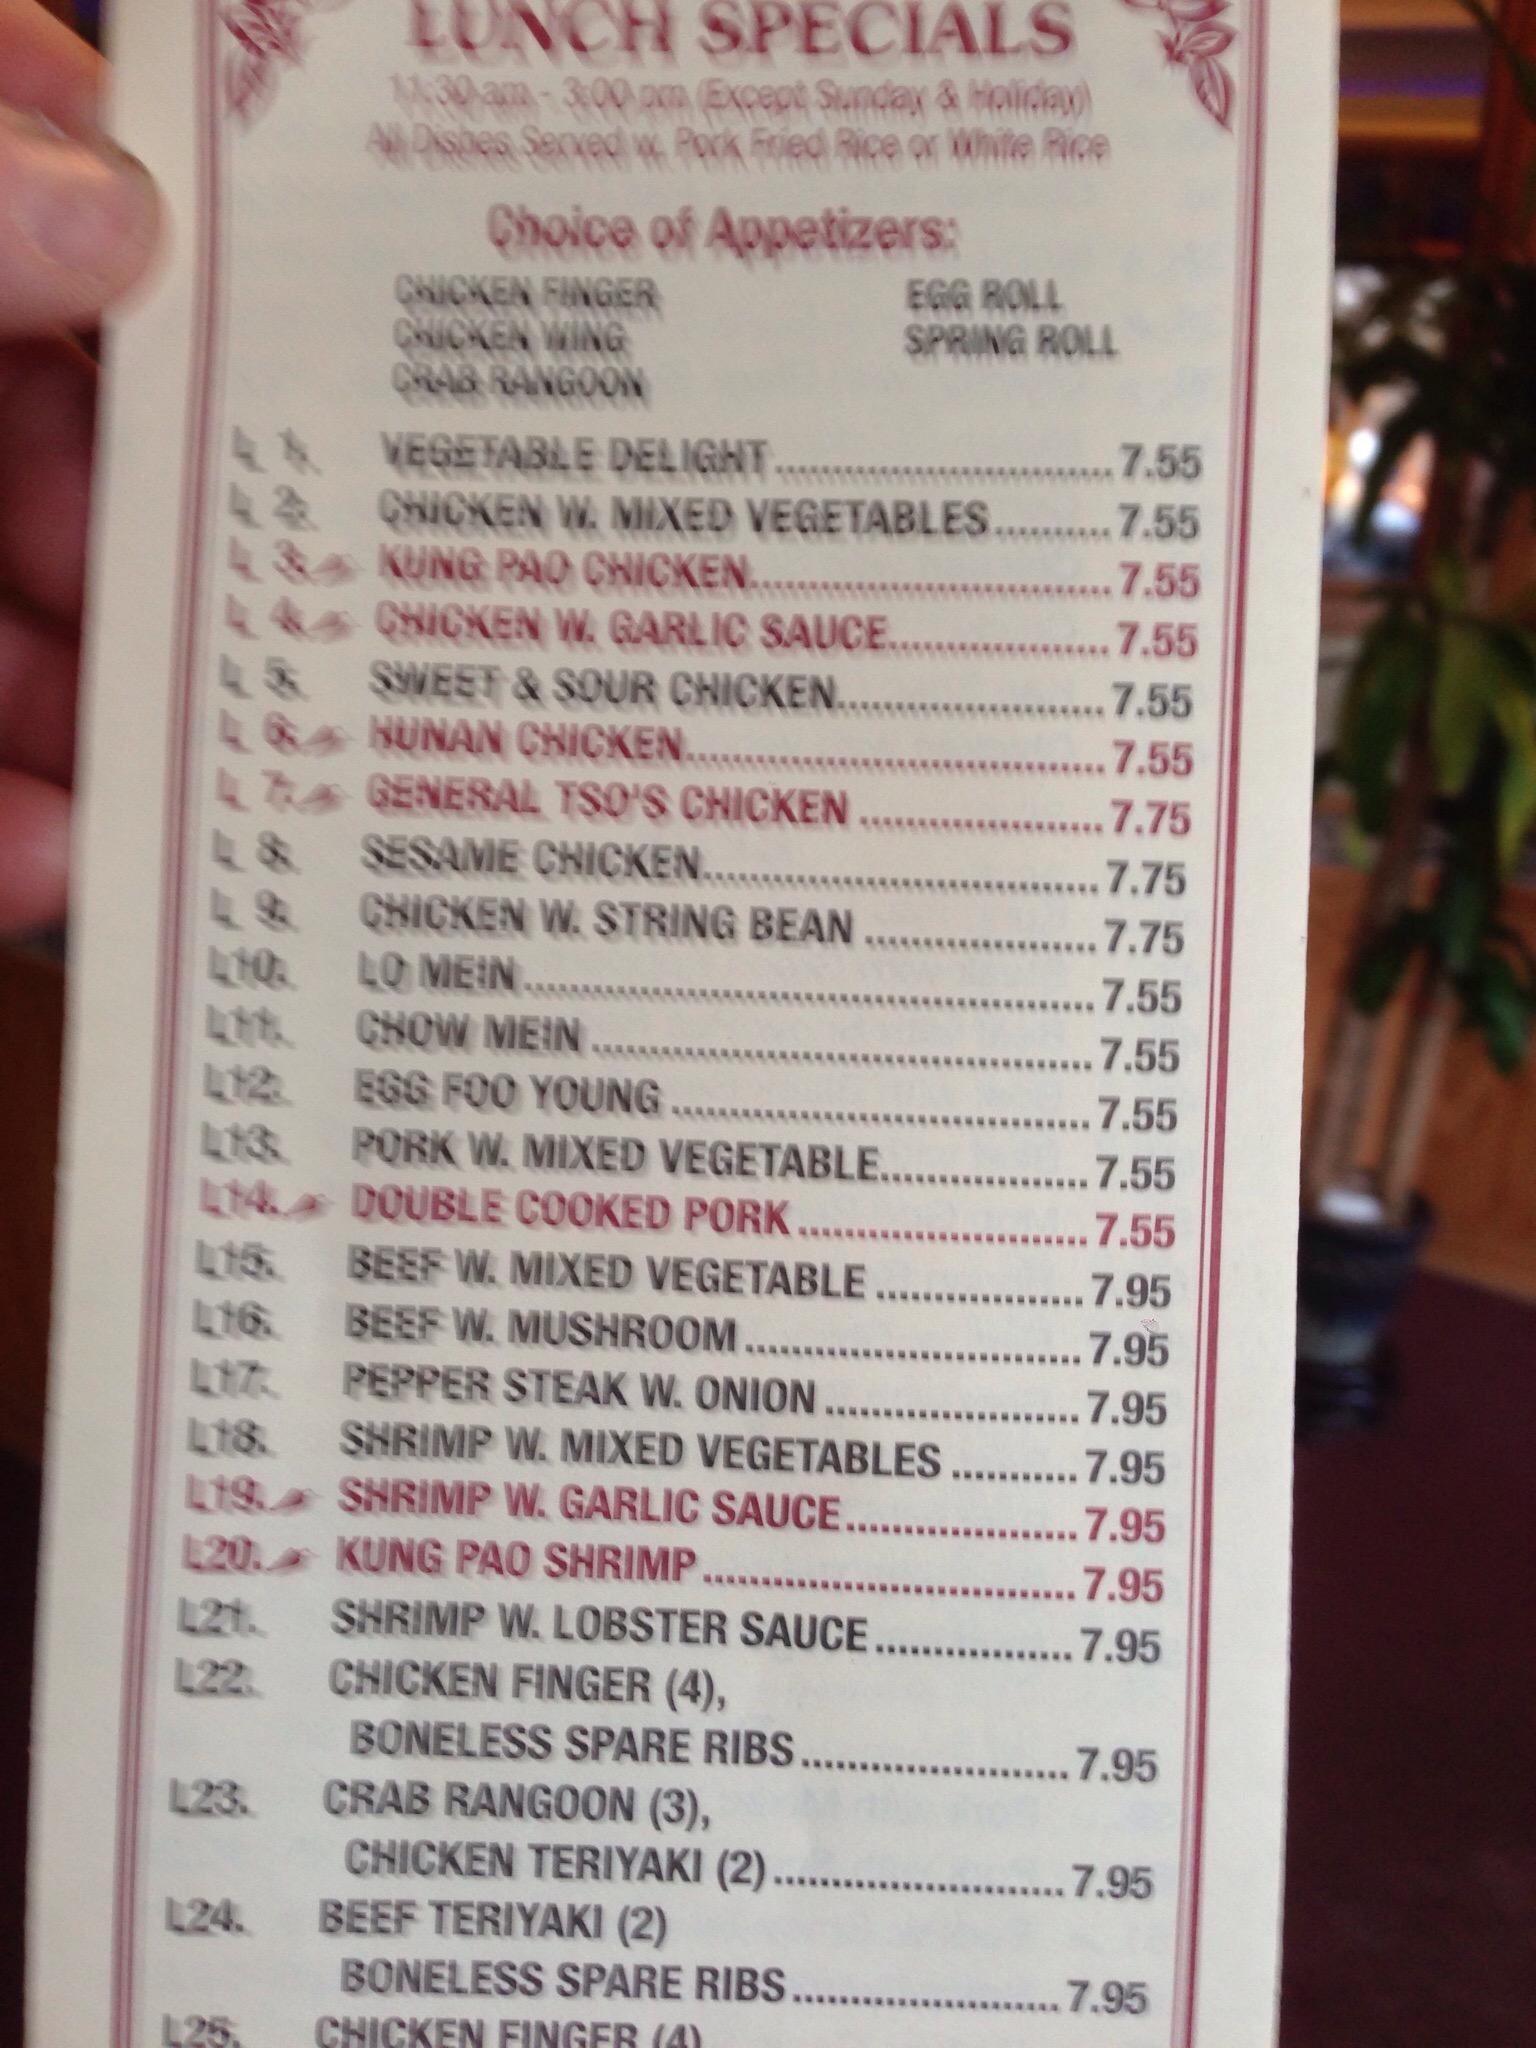 LUNCH SPECIALS
11:30 am - 3:00 pm (Except Sunday & Holiday)
All Dishes Served w. Pork Fried Rice or White Rice
Choice of Appetizers:
CHICKEN FINGER EGG ROLL
CHICKEN WING SPRING ROLL
CRAB RANGOON
L 1. VEGETABLE DELIGHT 7.55
L 2. CHICKEN W. MIXED VEGETABLES 7.55
L 3. KUNG PAO CHICKEN 7.55
L 4. CHICKEN W. GARLIC SAUCE 7.55
L 5. SWEET & SOUR CHICKEN 7.55
L 6. HUNAN CHICKEN 7.55
L 7. GENERAL TSO'S CHICKEN 7.75
L 8. SESAME CHICKEN 7.75
L 9. CHICKEN W. STRING BEAN 7.75
L10. LO MEIN 7.55
L11. CHOW MEIN 7.55
L12. EGG FOO YOUNG 7.55
L13. PORK W. MIXED VEGETABLE 7.55
L14. DOUBLE COOKED PORK 7.55
L15. BEEF W. MIXED VEGETABLE 7.95
L16. BEEF W. MUSHROOM 7.95
L17. PEPPER STEAK W. ONION 7.95
L18. SHRIMP W. MIXED VEGETABLES 7.95
L19. SHRIMP W. GARLIC SAUCE 7.95
L20. KUNG PAO SHRIMP 7.95
L21. SHRIMP W. LOBSTER SAUCE 7.95
L22. CHICKEN FINGER (4),
BONELESS SPARE RIBS 7.95
L23. CRAB RANGOON (3),
CHICKEN TERIYAKI (2) 7.95
L24. BEEF TERIYAKI (2)
BONELESS SPARE RIBS 7.95
L25. CHICKEN FINGER (4)